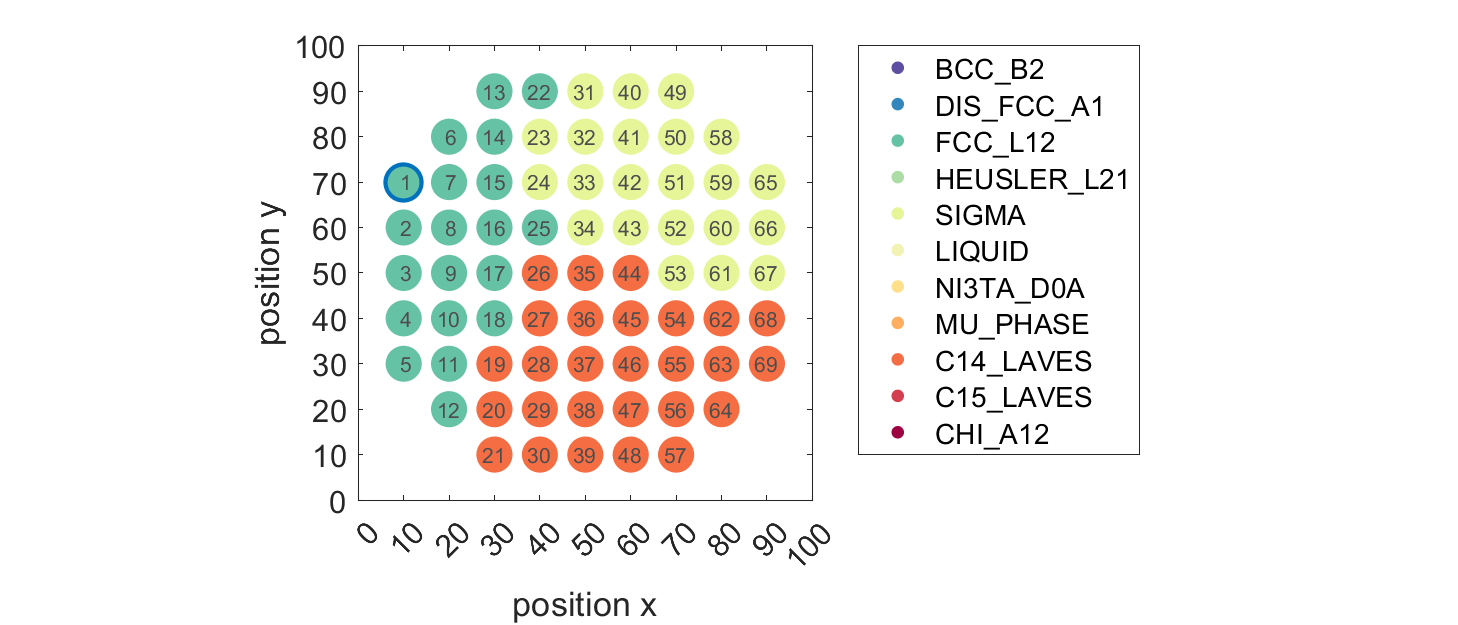 100
90 13 22 31 40 49
80 6 14 23 32 41 50 58
70 1 7 15 24 33 42 51 59 65
60 2 8 16 25 34 43 52 60 66
50 3 9 17 26 35 44 53 61 67
40 4 10 18 27 36 45 54 62 68
30 5 11 19 28 37 46 55 63 69
20 12 20 29 38 47 56 64
10 21 30 39 48 57
0
position y
0 10 20 30 40 50 60 70 80 90 100
position x
BCC_B2
DIS_FCC_A1
FCC_L12
HEUSLER_L21
SIGMA
LIQUID
NI3TA_D0A
MU_PHASE
C14_LAVES
C15_LAVES
CHI_A12